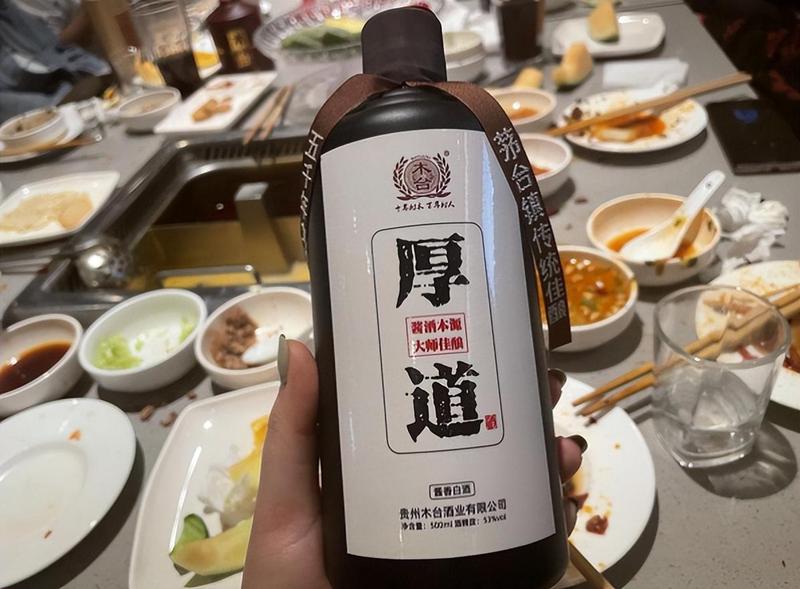 木台
十年树木 百年树人
厚
酱酒本源
大师佳酿
道
酱香白酒
贵州木台酒业有限公司
净含量：500ml 酒精度：53%vol
茅台镇传统佳酿